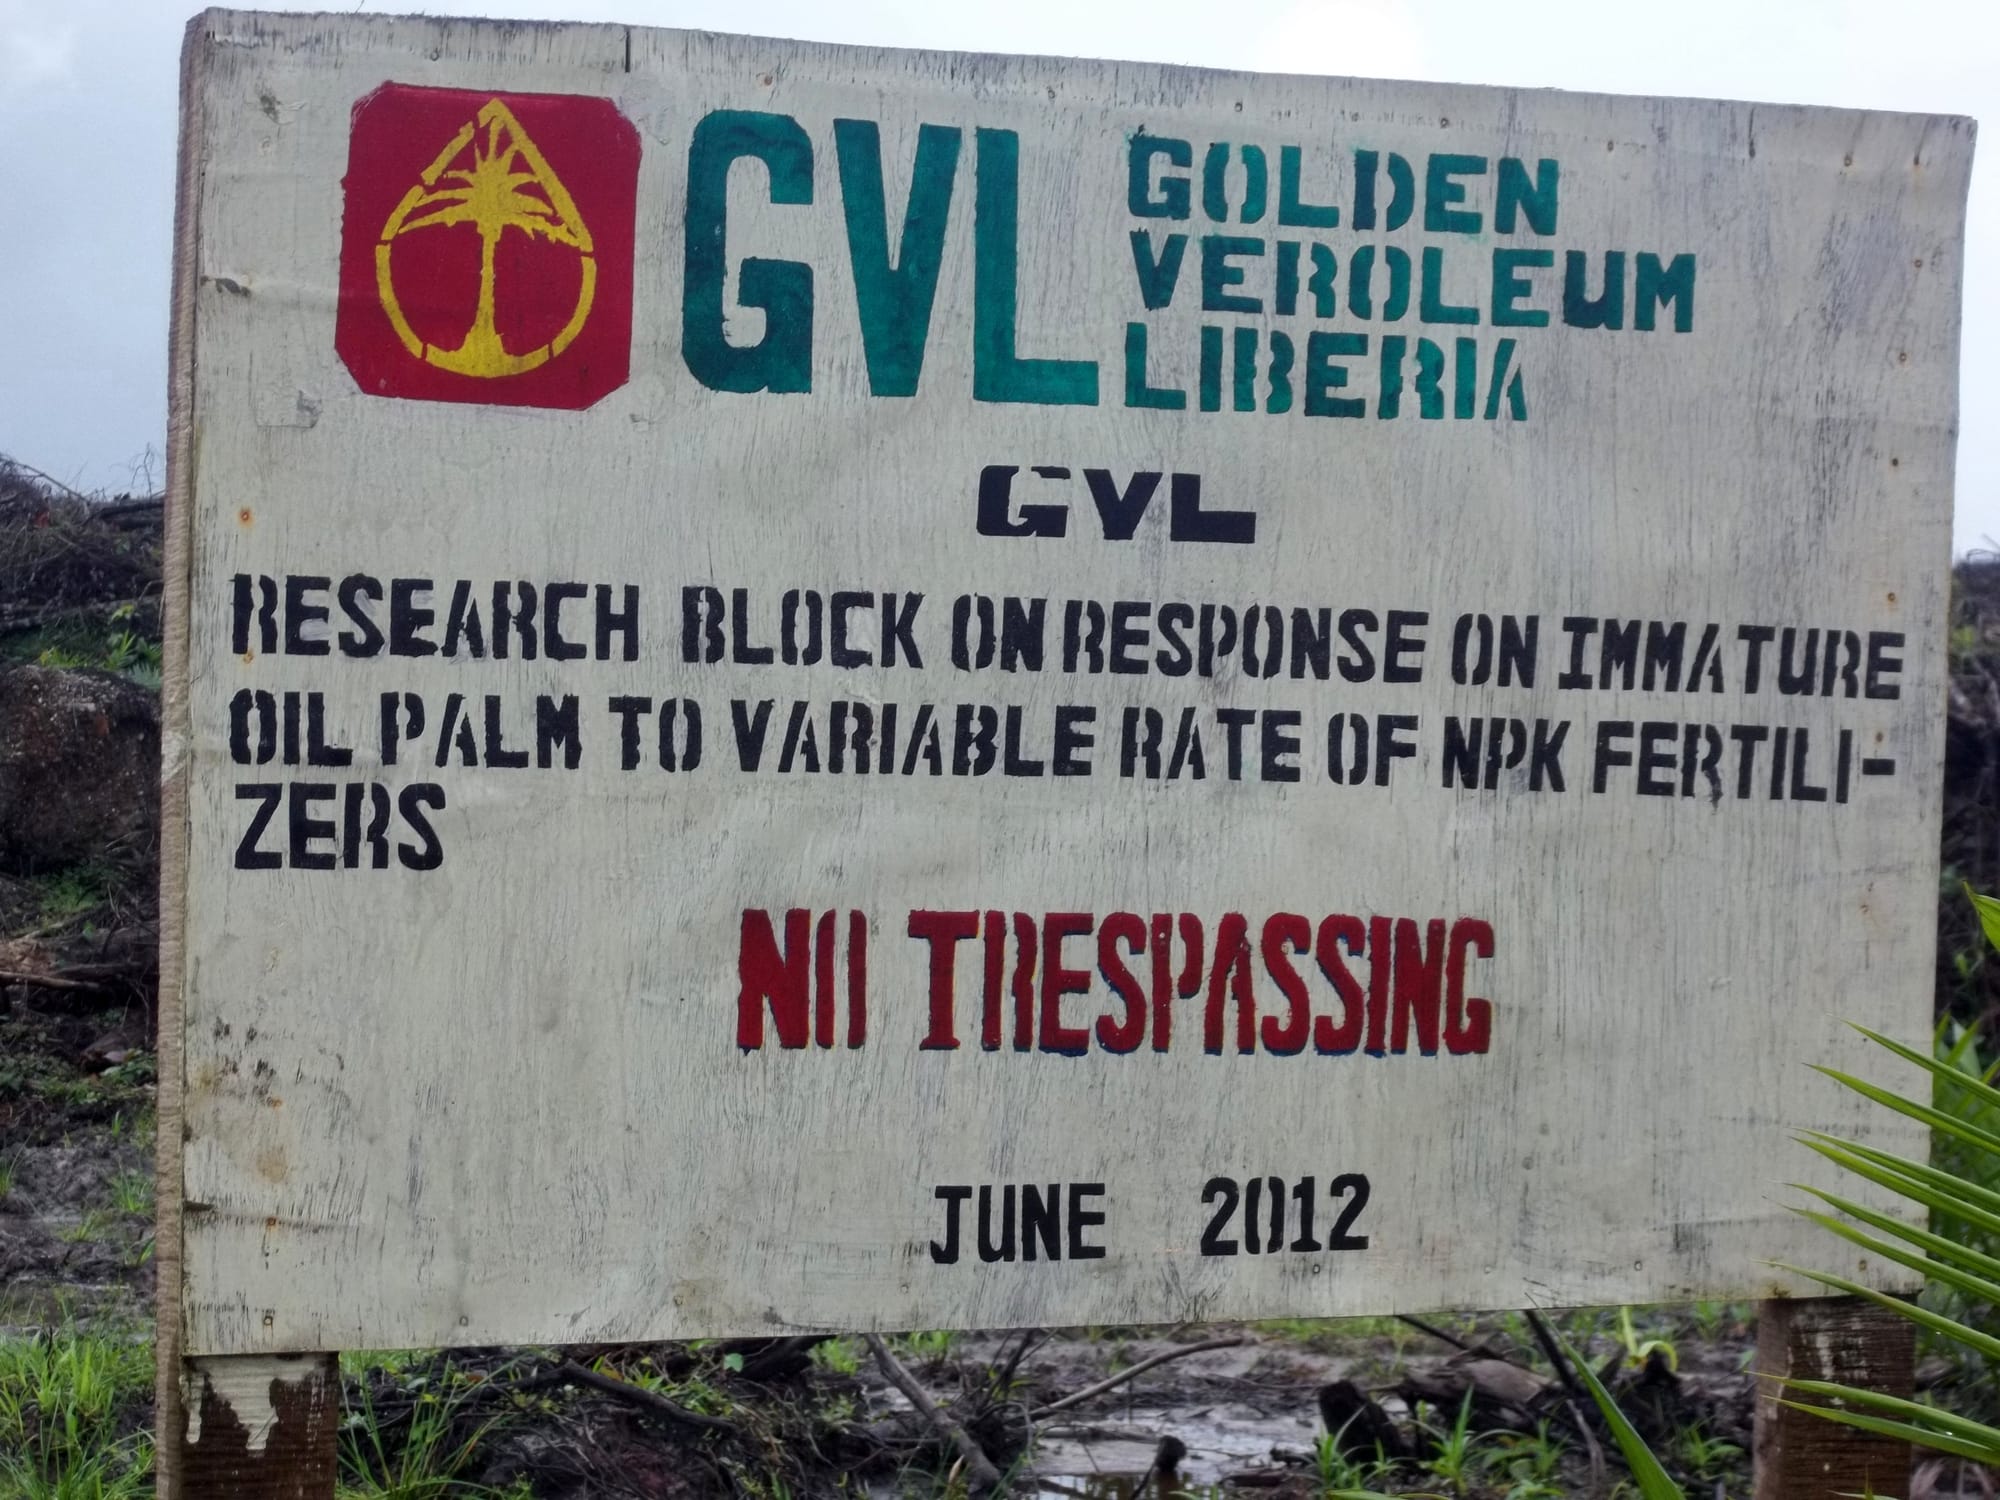 GVL GOLDEN
VEROLEUM
LIBERIA
GVL
RESEARCH BLOCK ON RESPONSE ON IMMATURE
OIL PALM TO VARIABLE RATE OF NPK FERTILI-
ZERS
NO TRESPASSING
JUNE 2012